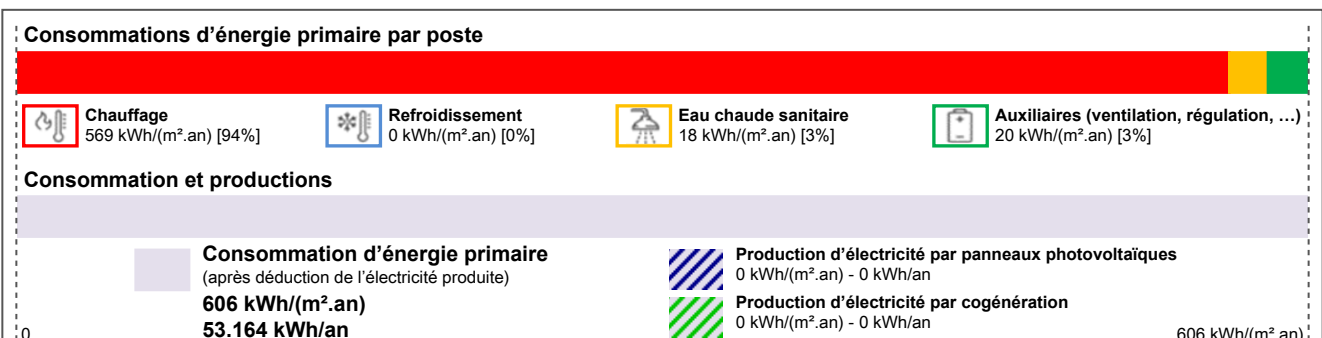 Consommations d’énergie primaire par poste
Chauffage
569 kWh/(m².an) [94%]
Refroidissement
0 kWh/(m².an) [0%]
Eau chaude sanitaire
18 kWh/(m².an) [3%]
Auxiliaires (ventilation, régulation, …)
20 kWh/(m².an) [3%]
Consommation et productions
Consommation d’énergie primaire
(après déduction de l’électricité produite)
606 kWh/(m².an)
53.164 kWh/an
Production d’électricité par panneaux photovoltaïques
0 kWh/(m².an) - 0 kWh/an
Production d’électricité par cogénération
0 kWh/(m².an) - 0 kWh/an
0
606 kWh/(m².an)